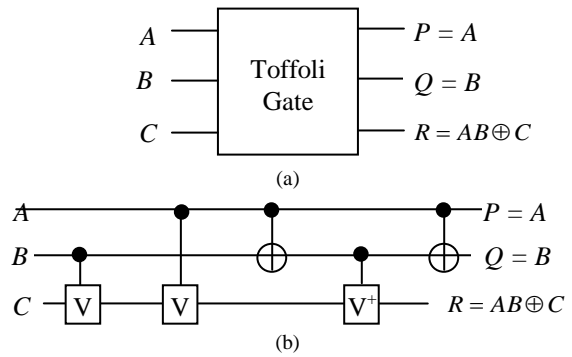 A P = A
B Toffoli Gate Q = B
C R = AB⊕C
(a)
A P = A
B Q = B
C V V V⁺ R = AB⊕C
(b)